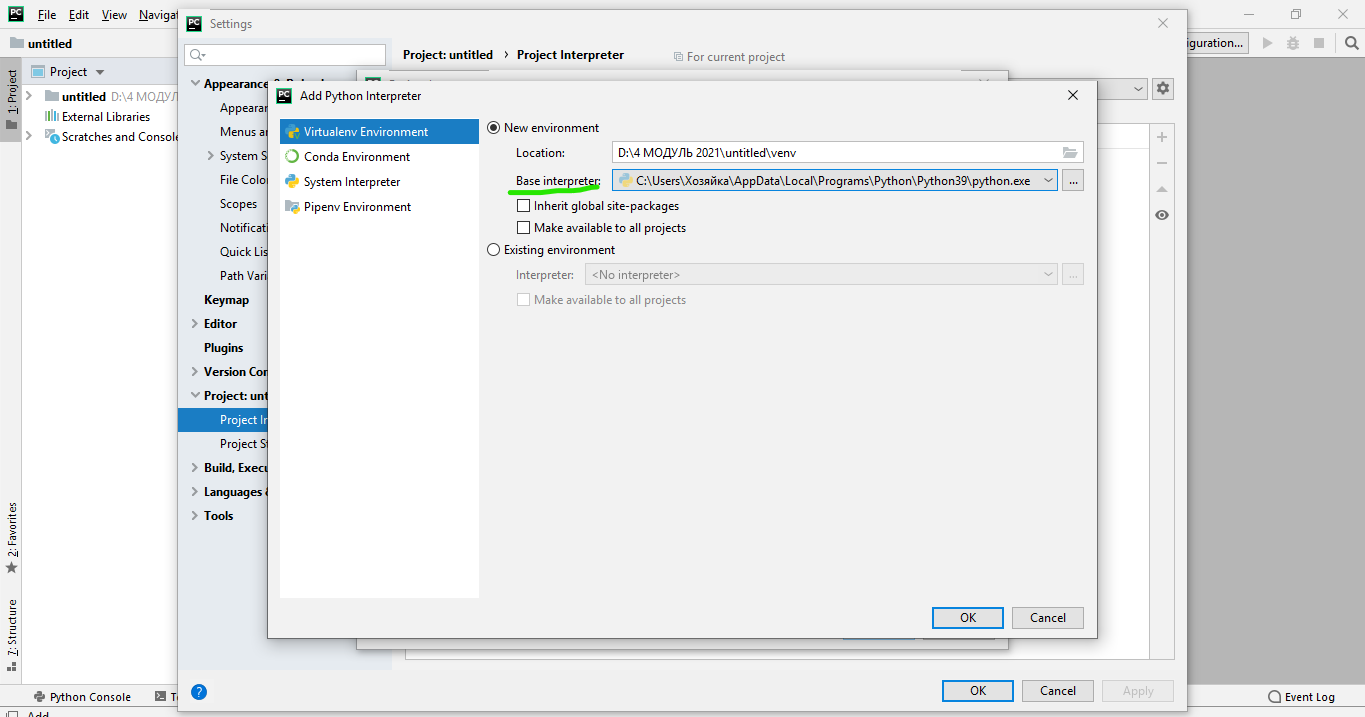 PC File Edit View Navigat
PC Settings
untitled
iguration...
Project: untitled › Project Interpreter For current project
1: Project
Project
untitled D:\4 МОДУЛ
External Libraries
Scratches and Console
Appearance
Appearan
Menus a
System S
File Color
Scopes
Notificati
Quick Lis
Path Vari
Keymap
Editor
Plugins
Version Con
Project: unt
Project In
Project St
Build, Execu
Languages &
Tools
PC Add Python Interpreter
Virtualenv Environment
Conda Environment
System Interpreter
Pipenv Environment
New environment
Location: D:\4 МОДУЛЬ 2021\untitled\venv
Base interpreter: C:\Users\Хозяйка\AppData\Local\Programs\Python\Python39\python.exe ...
Inherit global site-packages
Make available to all projects
Existing environment
Interpreter: <No interpreter> ...
Make available to all projects
OK Cancel
2: Favorites
7: Structure
? OK Cancel Apply
Python Console
Event Log
Add